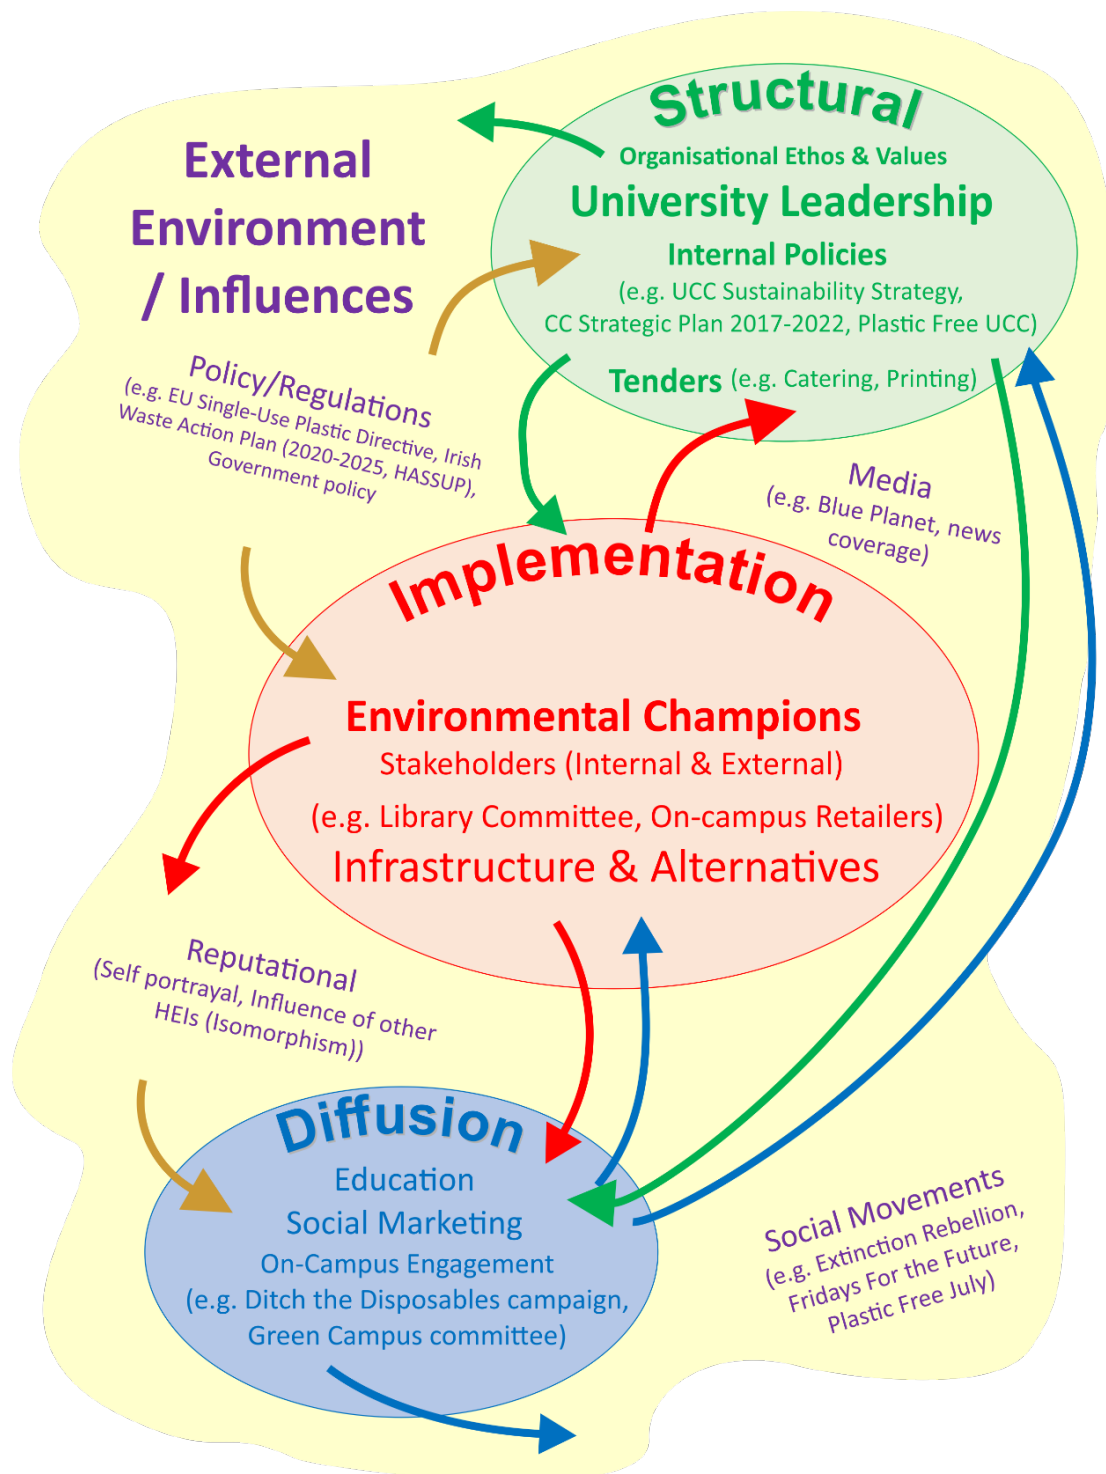 Structural
Organisational Ethos & Values
University Leadership
Internal Policies
(e.g. UCC Sustainability Strategy,
CC Strategic Plan 2017-2022, Plastic Free UCC)
Tenders (e.g. Catering, Printing)
External
Environment
/ Influences
Policy/Regulations
(e.g. EU Single-Use Plastic Directive, Irish
Waste Action Plan (2020-2025, HASSUP),
Government policy
Media
(e.g. Blue Planet, news
coverage)
Implementation
Environmental Champions
Stakeholders (Internal & External)
(e.g. Library Committee, On-campus Retailers)
Infrastructure & Alternatives
Reputational
(Self portrayal, Influence of other
HEIs (Isomorphism))
Diffusion
Education
Social Marketing
On-Campus Engagement
(e.g. Ditch the Disposables campaign,
Green Campus committee)
Social Movements
(e.g. Extinction Rebellion,
Fridays For the Future,
Plastic Free July)